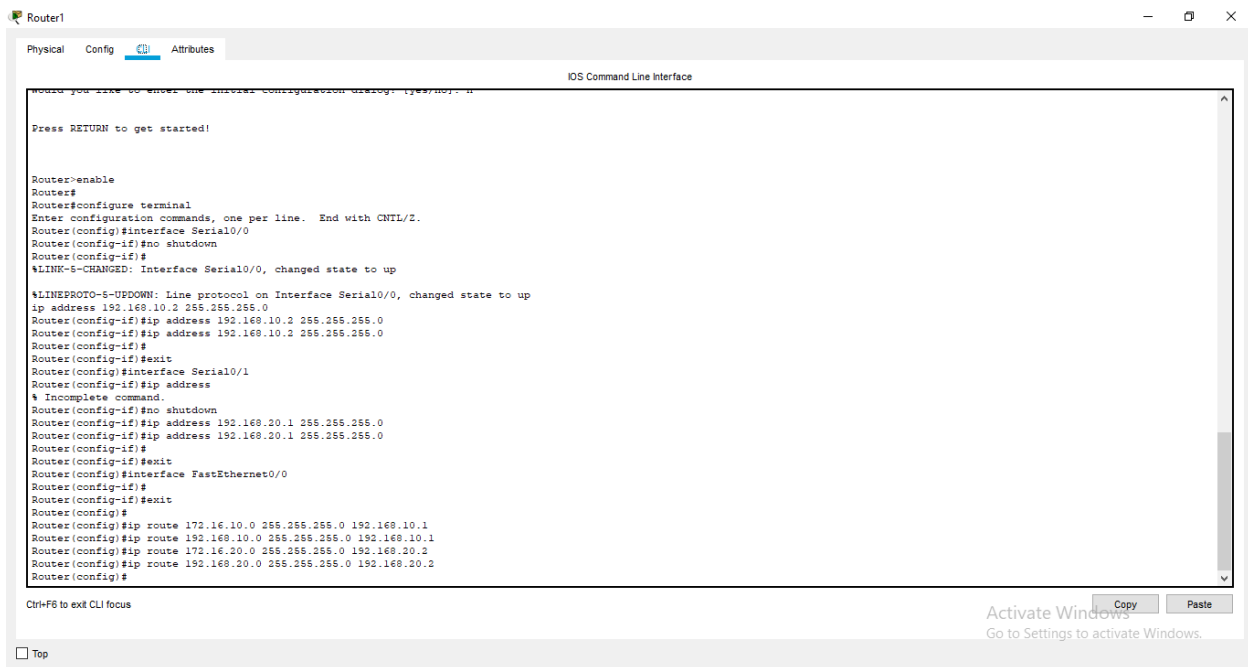 Router1
Physical Config CLI Attributes
IOS Command Line Interface
Would you like to enter the initial configuration dialog? [yes/no]: n
Press RETURN to get started!
Router>enable
Router#
Router#configure terminal
Enter configuration commands, one per line.  End with CNTL/Z.
Router(config)#interface Serial0/0
Router(config-if)#no shutdown
Router(config-if)#
%LINK-5-CHANGED: Interface Serial0/0, changed state to up
%LINEPROTO-5-UPDOWN: Line protocol on Interface Serial0/0, changed state to up
ip address 192.168.10.2 255.255.255.0
Router(config-if)#ip address 192.168.10.2 255.255.255.0
Router(config-if)#ip address 192.168.10.2 255.255.255.0
Router(config-if)#
Router(config-if)#exit
Router(config)#interface Serial0/1
Router(config-if)#ip address
% Incomplete command.
Router(config-if)#no shutdown
Router(config-if)#ip address 192.168.20.1 255.255.255.0
Router(config-if)#ip address 192.168.20.1 255.255.255.0
Router(config-if)#
Router(config-if)#exit
Router(config)#interface FastEthernet0/0
Router(config-if)#
Router(config-if)#exit
Router(config)#
Router(config)#ip route 172.16.10.0 255.255.255.0 192.168.10.1
Router(config)#ip route 192.168.10.0 255.255.255.0 192.168.10.1
Router(config)#ip route 172.16.20.0 255.255.255.0 192.168.20.2
Router(config)#ip route 192.168.20.0 255.255.255.0 192.168.20.2
Router(config)#
Ctrl+F6 to exit CLI focus
Copy Paste
Activate Windows
Go to Settings to activate Windows.
Top